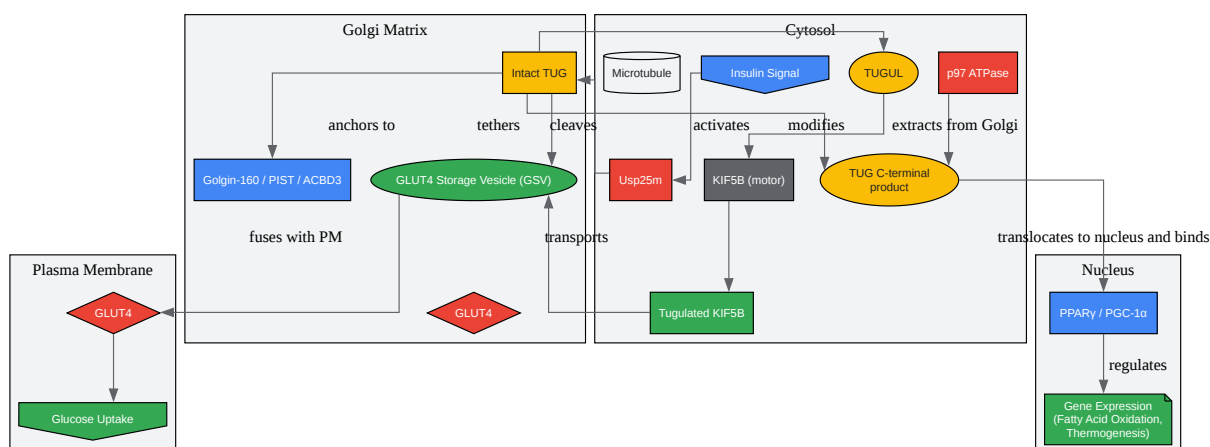 Golgi Matrix
Cytosol
Intact TUG
Microtubule
Insulin Signal
TUGUL
p97 ATPase
anchors to
tethers
cleaves
activates
modifies
extracts from Golgi
Golgin-160 / PIST / ACBD3
GLUT4 Storage Vesicle (GSV)
Usp25m
KIF5B (motor)
TUG C-terminal
product
fuses with PM
transports
translocates to nucleus and binds
Plasma Membrane
Nucleus
GLUT4
GLUT4
Tugulated KIF5B
PPARγ / PGC-1α
regulates
Glucose Uptake
Gene Expression
(Fatty Acid Oxidation,
Thermogenesis)